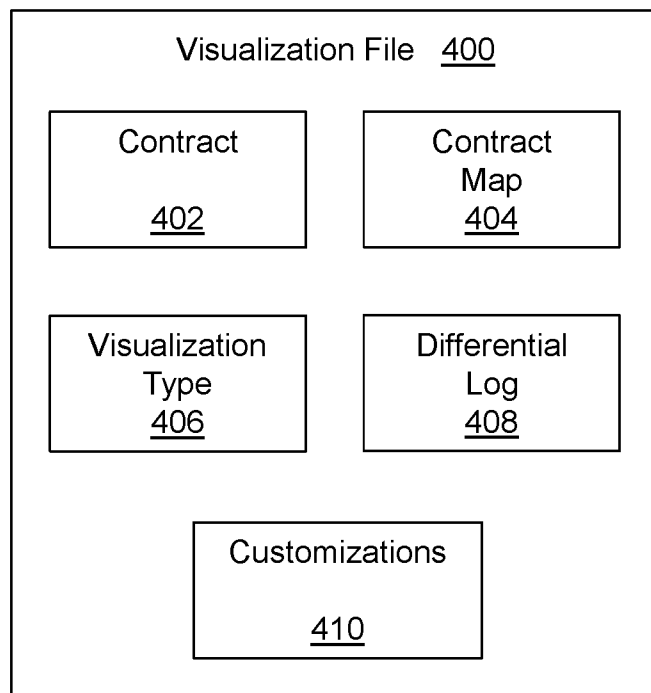 Visualization File 400
Contract
402
Contract
Map
404
Visualization
Type
406
Differential
Log
408
Customizations
410